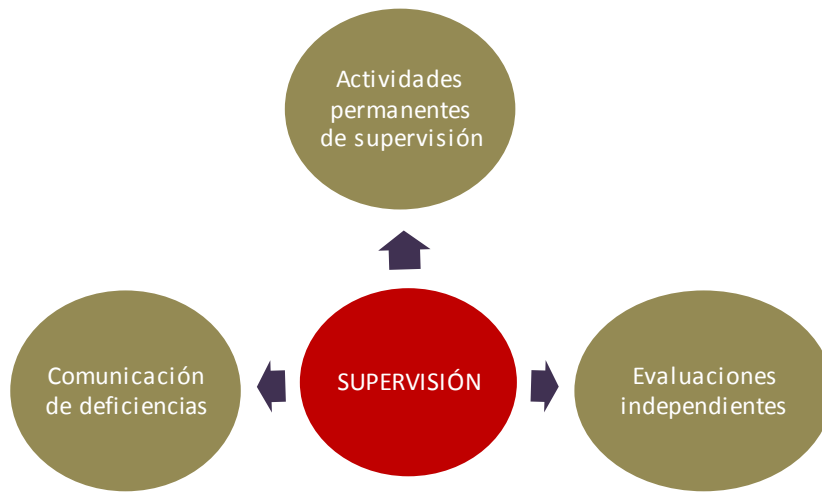 Actividades
permanentes
de supervisión
Comunicación
de deficiencias
SUPERVISIÓN
Evaluaciones
independientes